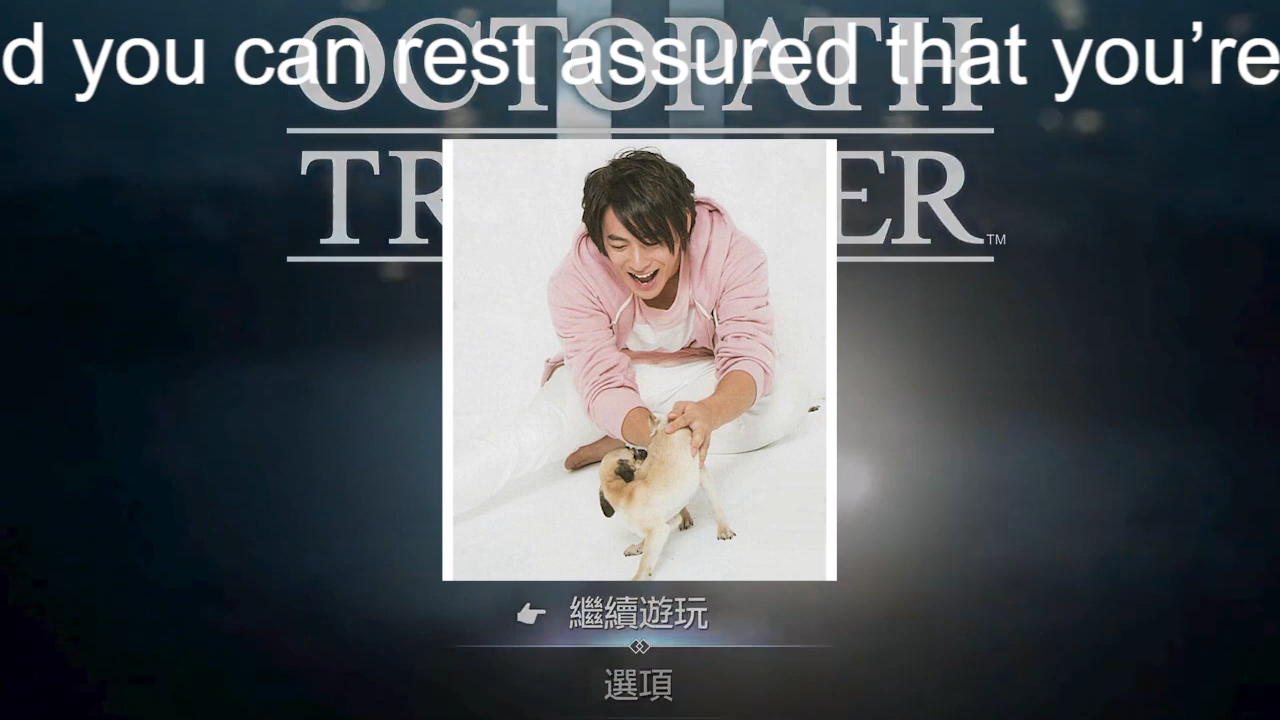 d you can rest assured that you’re
OCTOPATH
TR ER™
繼續遊玩
選項